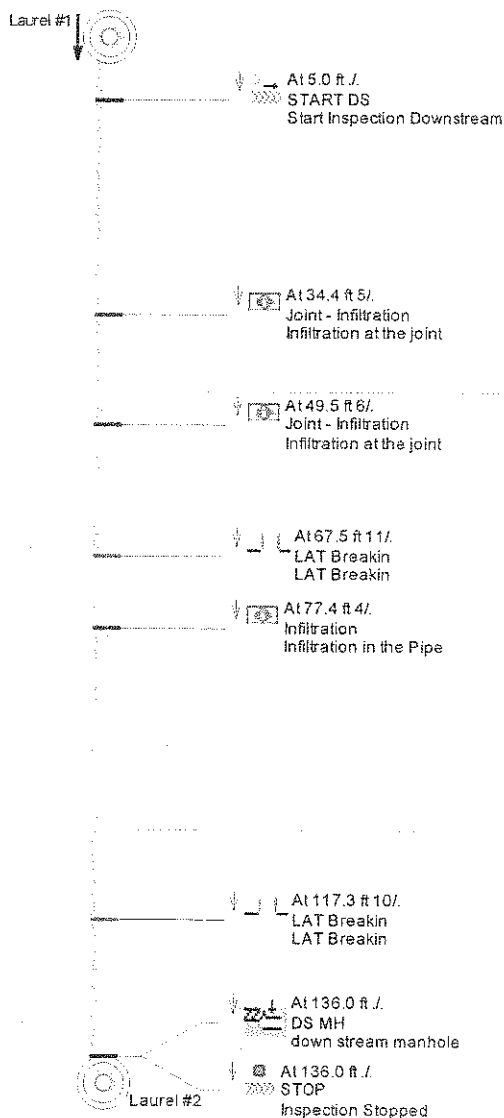 Laurel #1
At 5.0 ft./.
START DS
Start Inspection Downstream
At 34.4 ft 5/.
Joint - Infiltration
Infiltration at the joint
At 49.5 ft 6/.
Joint - Infiltration
Infiltration at the joint
At 67.5 ft 11/.
LAT Breakin
LAT Breakin
At 77.4 ft 4/.
Infiltration
Infiltration in the Pipe
At 117.3 ft 10/.
LAT Breakin
LAT Breakin
At 136.0 ft ./.
DS MH
down stream manhole
At 136.0 ft ./.
STOP
Inspection Stopped
Laurel #2